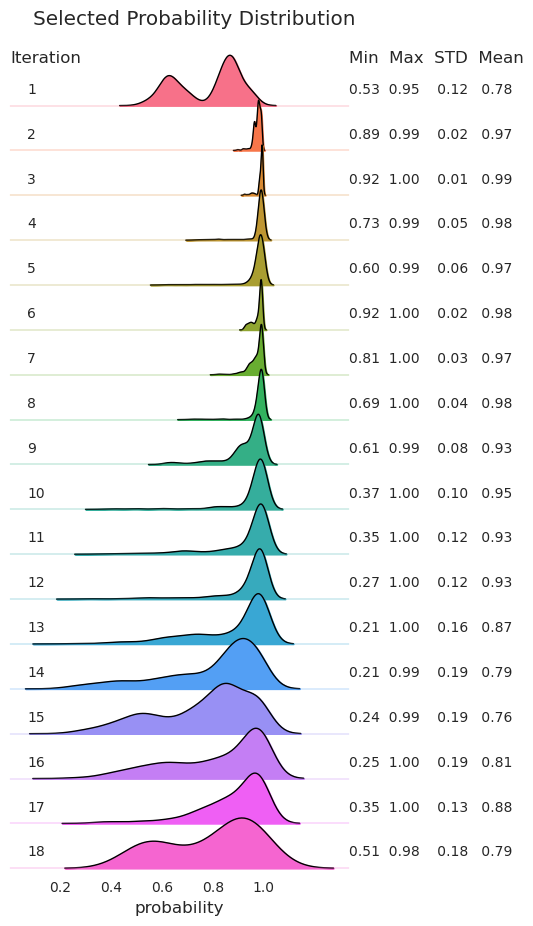 Selected Probability Distribution
Iteration Min Max STD Mean
1 0.53 0.95 0.12 0.78
2 0.89 0.99 0.02 0.97
3 0.92 1.00 0.01 0.99
4 0.73 0.99 0.05 0.98
5 0.60 0.99 0.06 0.97
6 0.92 1.00 0.02 0.98
7 0.81 1.00 0.03 0.97
8 0.69 1.00 0.04 0.98
9 0.61 0.99 0.08 0.93
10 0.37 1.00 0.10 0.95
11 0.35 1.00 0.12 0.93
12 0.27 1.00 0.12 0.93
13 0.21 1.00 0.16 0.87
14 0.21 0.99 0.19 0.79
15 0.24 0.99 0.19 0.76
16 0.25 1.00 0.19 0.81
17 0.35 1.00 0.13 0.88
18 0.51 0.98 0.18 0.79
0.2 0.4 0.6 0.8 1.0
probability